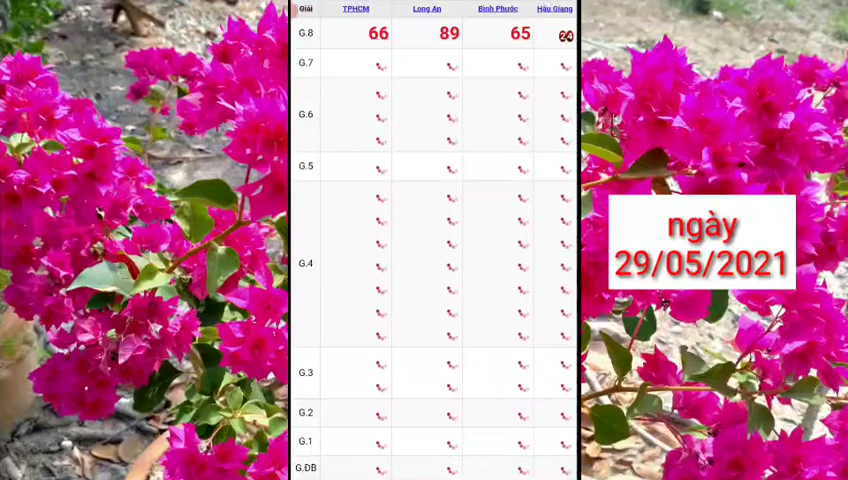 Giải TPHCM Long An Bình Phước Hậu Giang
G.8 66 89 65 24
G.7
G.6
G.5
G.4
G.3
G.2
G.1
G.ĐB
ngày
29/05/2021